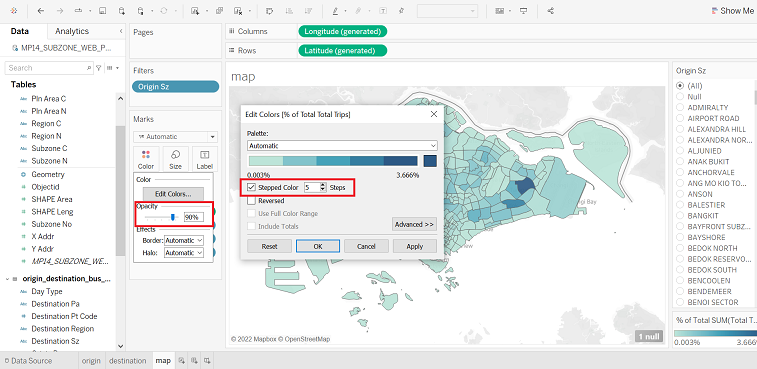 Show Me
Data
Analytics
MP14_SUBZONE_WEB_P...
Search
Tables
Pln Area C
Pln Area N
Region C
Region N
Subzone C
Subzone N
Geometry
Objectid
SHAPE Area
SHAPE Leng
Subzone No
X Addr
Y Addr
MP14_SUBZONE_WE...
origin_destination_bus_...
Day Type
Destination Pa
Destination Pt Code
Destination Region
Destination Sz
Pages
Filters
Origin Sz
Marks
Automatic
Color
Size
Label
Color
Edit Colors...
Opacity
90%
Effects
Border: Automatic
Halo: Automatic
Columns
Longitude (generated)
Rows
Latitude (generated)
map
Edit Colors [% of Total Total Trips]
Palette:
Automatic
0.003%
3.666%
Stepped Color
5
Steps
Reversed
Use Full Color Range
Include Totals
Advanced >>
Reset
OK
Cancel
Apply
© 2022 Mapbox © OpenStreetMap
1 null
Origin Sz
(All)
Null
ADMIRALTY
AIRPORT ROAD
ALEXANDRA HILL
ALEXANDRA NOR...
ALJUNIED
ANAK BUKIT
ANCHORVALE
ANG MO KIO TO...
ANSON
BALESTIER
BANGKIT
BAYFRONT SUBZ...
BAYSHORE
BEDOK NORTH
BEDOK RESERVO...
BEDOK SOUTH
BENCOOLEN
BENDEMEER
BENOI SECTOR
% of Total SUM(Total T...
0.003%
3.666%
Data Source
origin
destination
map